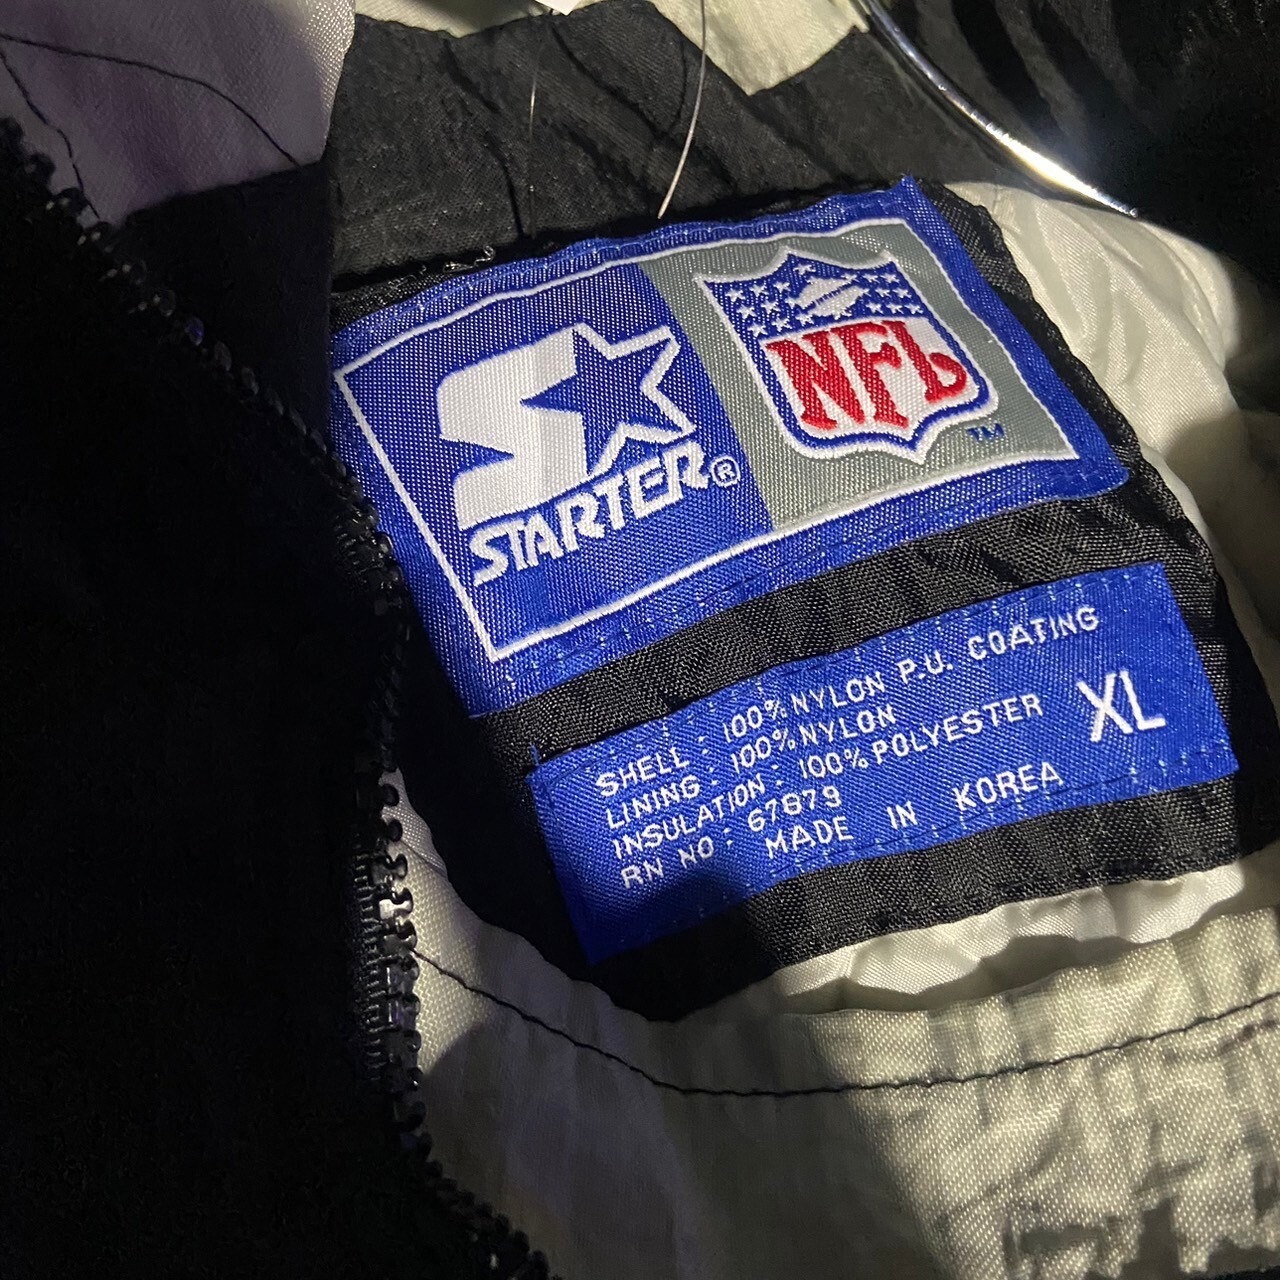 STARTER®
NFL
TM
SHELL : 100% NYLON P.U. COATING
LINING : 100% NYLON
INSULATION : 100% POLYESTER
RN NO : 67879
MADE IN KOREA
XL